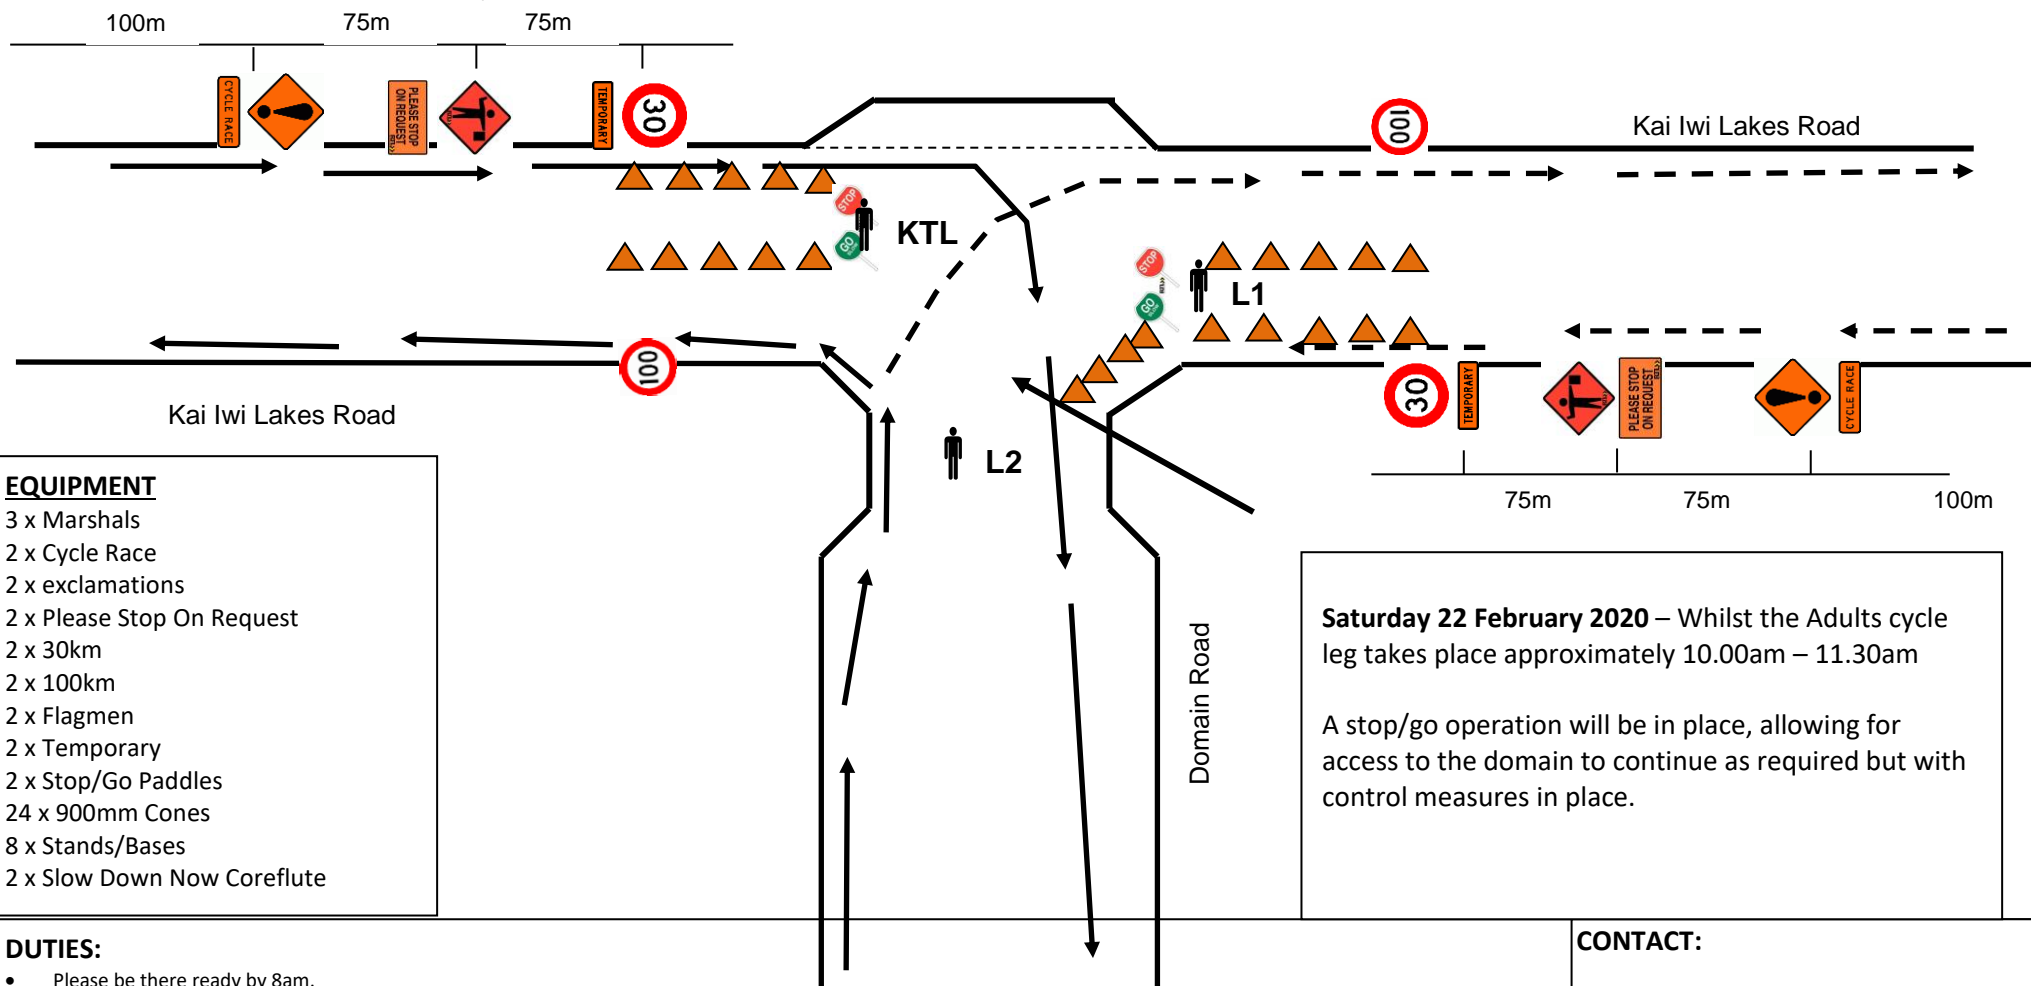 100m 75m 75m
CYCLE RACE
PLEASE STOP
ON REQUEST
TEMPORARY
30
100
Kai Iwi Lakes Road
STOP
GO
KTL
STOP
GO
L1
100
Kai Iwi Lakes Road
30
TEMPORARY
PLEASE STOP
ON REQUEST
CYCLE RACE
L2
75m 75m 100m
EQUIPMENT
3 x Marshals
2 x Cycle Race
2 x exclamations
2 x Please Stop On Request
2 x 30km
2 x 100km
2 x Flagmen
2 x Temporary
2 x Stop/Go Paddles
24 x 900mm Cones
8 x Stands/Bases
2 x Slow Down Now Coreflute
Domain Road
Saturday 22 February 2020 – Whilst the Adults cycle
leg takes place approximately 10.00am – 11.30am
A stop/go operation will be in place, allowing for
access to the domain to continue as required but with
control measures in place.
DUTIES:
• Please be there ready by 8am.
CONTACT: